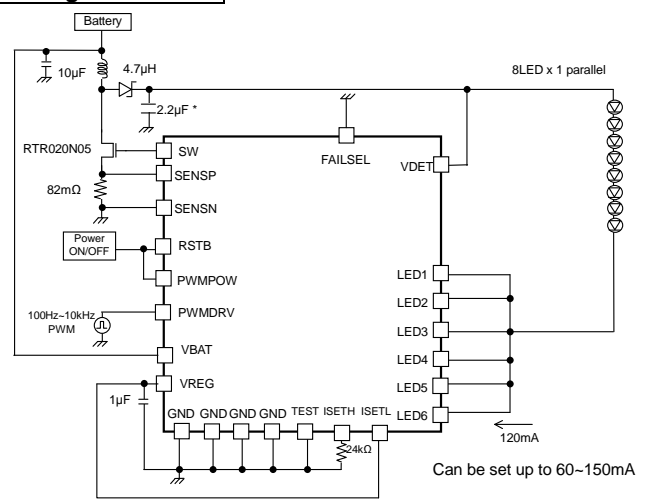 Battery
10μF
4.7μH
8LED x 1 parallel
2.2μF *
RTR020N05
SW
FAILSEL
VDET
SENSP
82mΩ
SENSN
Power
ON/OFF
RSTB
PWMPOW
LED1
LED2
100Hz~10kHz
PWM
PWMDRV
LED3
VBAT
LED4
VREG
LED5
1μF
GND GND GND GND TEST ISETH ISETL
LED6
24kΩ
120mA
Can be set up to 60~150mA